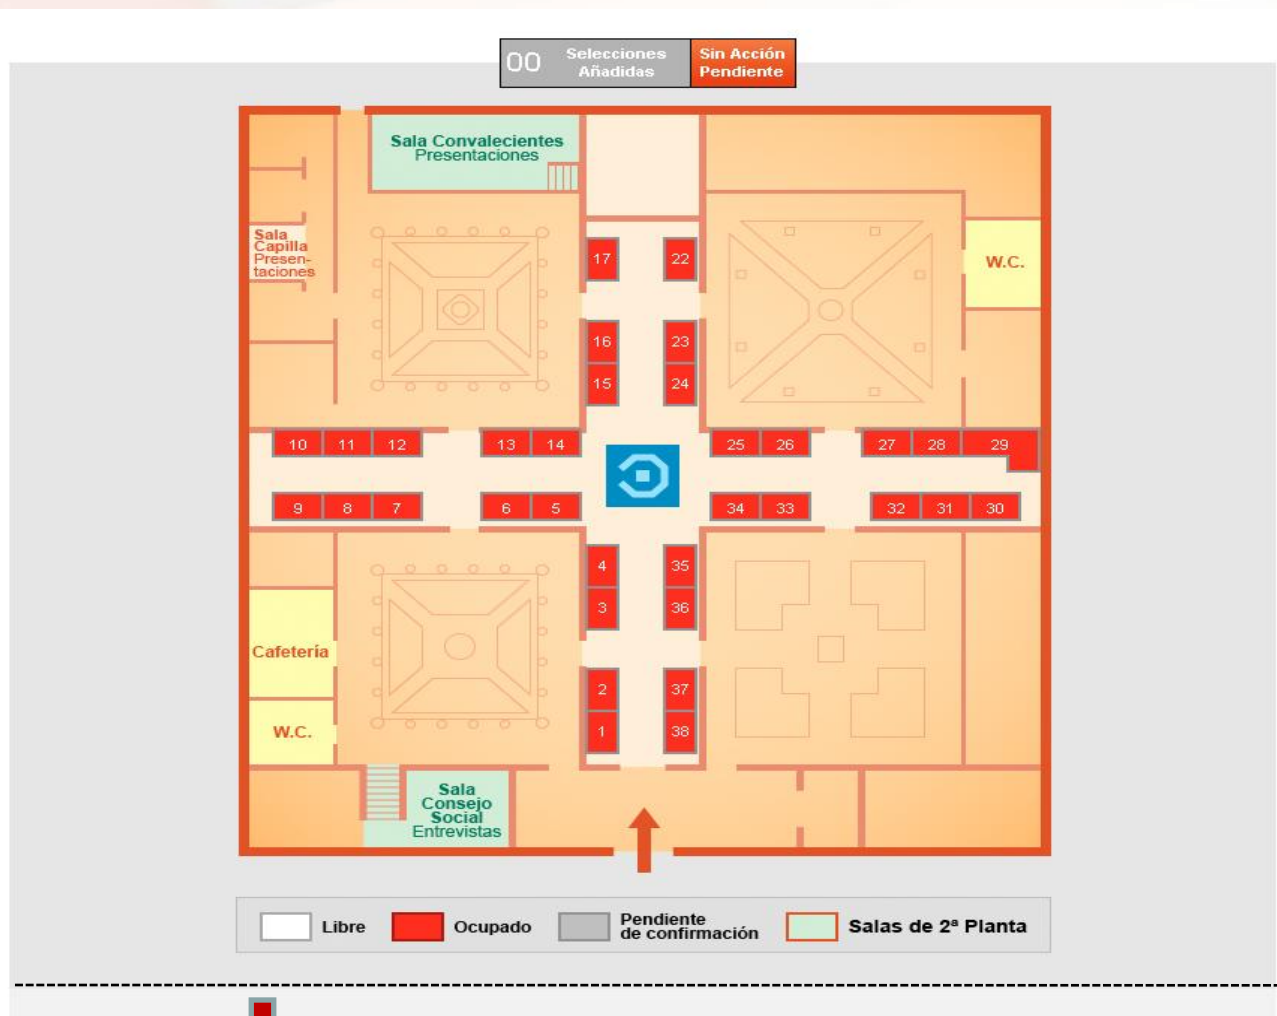 00
Selecciones
Añadidas
Sin Acción
Pendiente
Sala Convalecientes
Presentaciones
Sala
Capilla
Presen-
taciones
W.C.
17
22
16
23
15
24
10
11
12
13
14
25
26
27
28
29
9
8
7
6
5
34
33
32
31
30
4
35
3
36
2
37
1
38
Cafetería
W.C.
Sala
Consejo
Social
Entrevistas
Libre
Ocupado
Pendiente
de confirmación
Salas de 2ª Planta